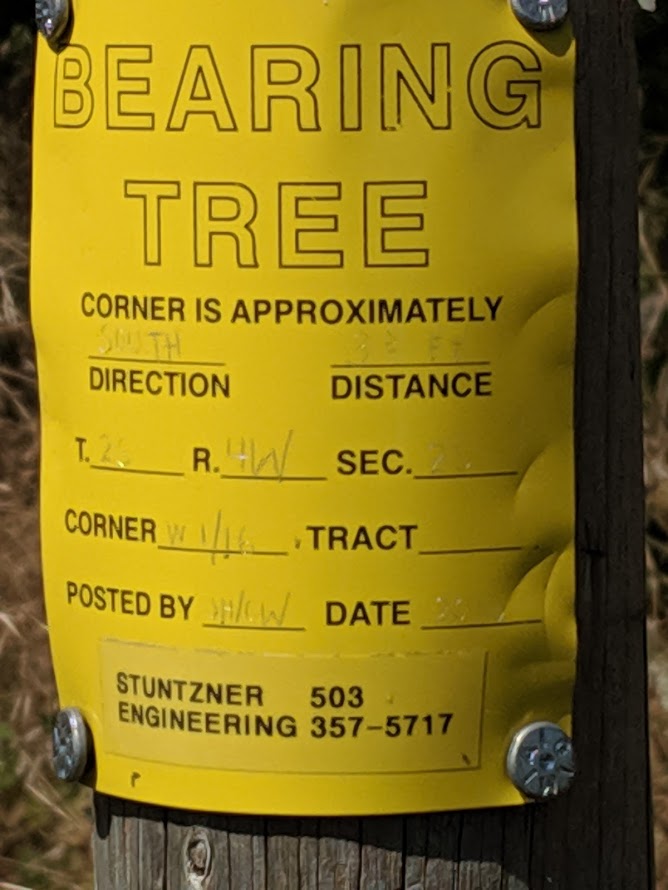 BEARING
TREE
CORNER IS APPROXIMATELY
SOUTH
DIRECTION DISTANCE
T. R. 4W SEC.
CORNER W 1/16 TRACT
POSTED BY DATE
STUNTZNER 503
ENGINEERING 357-5717